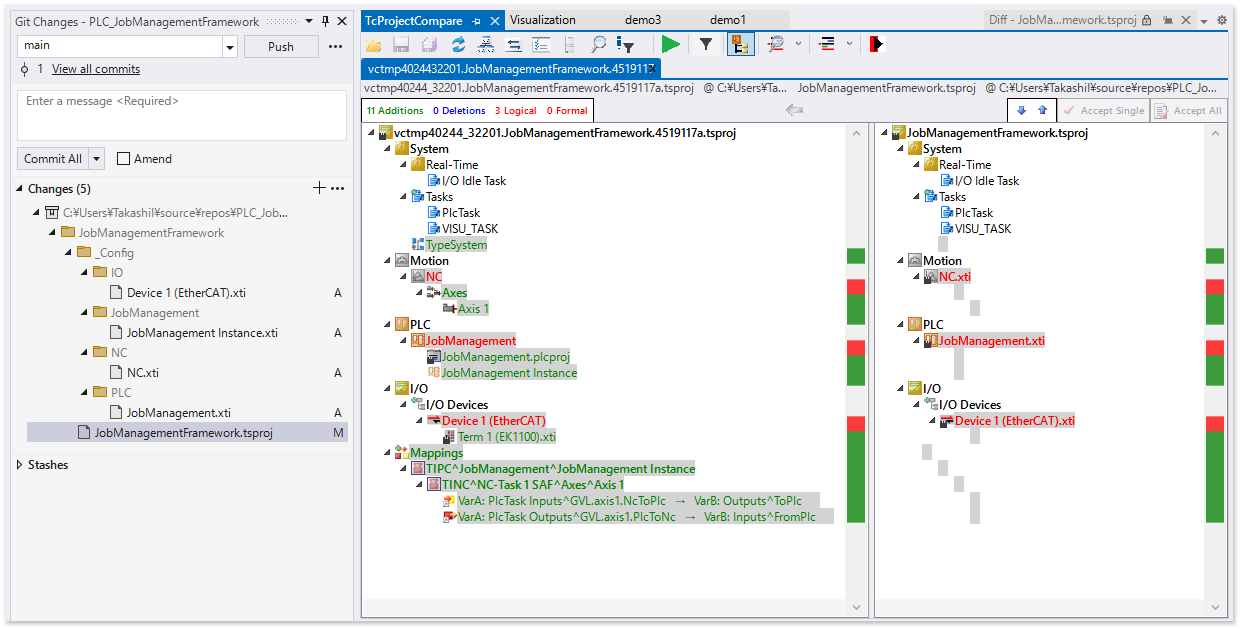 Git Changes - PLC_JobManagementFramework
main
Push
1 View all commits
Enter a message <Required>
Commit All
Amend
Changes (5)
C:¥Users¥Takashi¥source¥repos¥PLC_Job...
JobManagementFramework
_Config
IO
Device 1 (EtherCAT).xti A
JobManagement
JobManagement Instance.xti A
NC
NC.xti A
PLC
JobManagement.xti A
JobManagementFramework.tsproj M
Stashes
TcProjectCompare Visualization demo3 demo1 Diff - JobMa...mework.tsproj
vctmp4024432201.JobManagementFramework.4519117
vctmp40244_32201.JobManagementFramework.4519117a.tsproj @ C:¥Users¥Ta... JobManagementFramework.tsproj @ C:¥Users¥Takashi¥source¥repos¥PLC_Jo...
11 Additions 0 Deletions 3 Logical 0 Formal Accept Single Accept All
vctmp40244_32201.JobManagementFramework.4519117a.tsproj
System
Real-Time
I/O Idle Task
Tasks
PlcTask
VISU_TASK
TypeSystem
Motion
NC
Axes
Axis 1
PLC
JobManagement
JobManagement.plcproj
JobManagement Instance
I/O
I/O Devices
Device 1 (EtherCAT)
Term 1 (EK1100).xti
Mappings
TIPC^JobManagement^JobManagement Instance
TINC^NC-Task 1 SAF^Axes^Axis 1
VarA: PlcTask Inputs^GVL.axis1.NcToPlc → VarB: Outputs^ToPlc
VarA: PlcTask Outputs^GVL.axis1.PlcToNc → VarB: Inputs^FromPlc
JobManagementFramework.tsproj
System
Real-Time
I/O Idle Task
Tasks
PlcTask
VISU_TASK
Motion
NC.xti
PLC
JobManagement.xti
I/O
I/O Devices
Device 1 (EtherCAT).xti